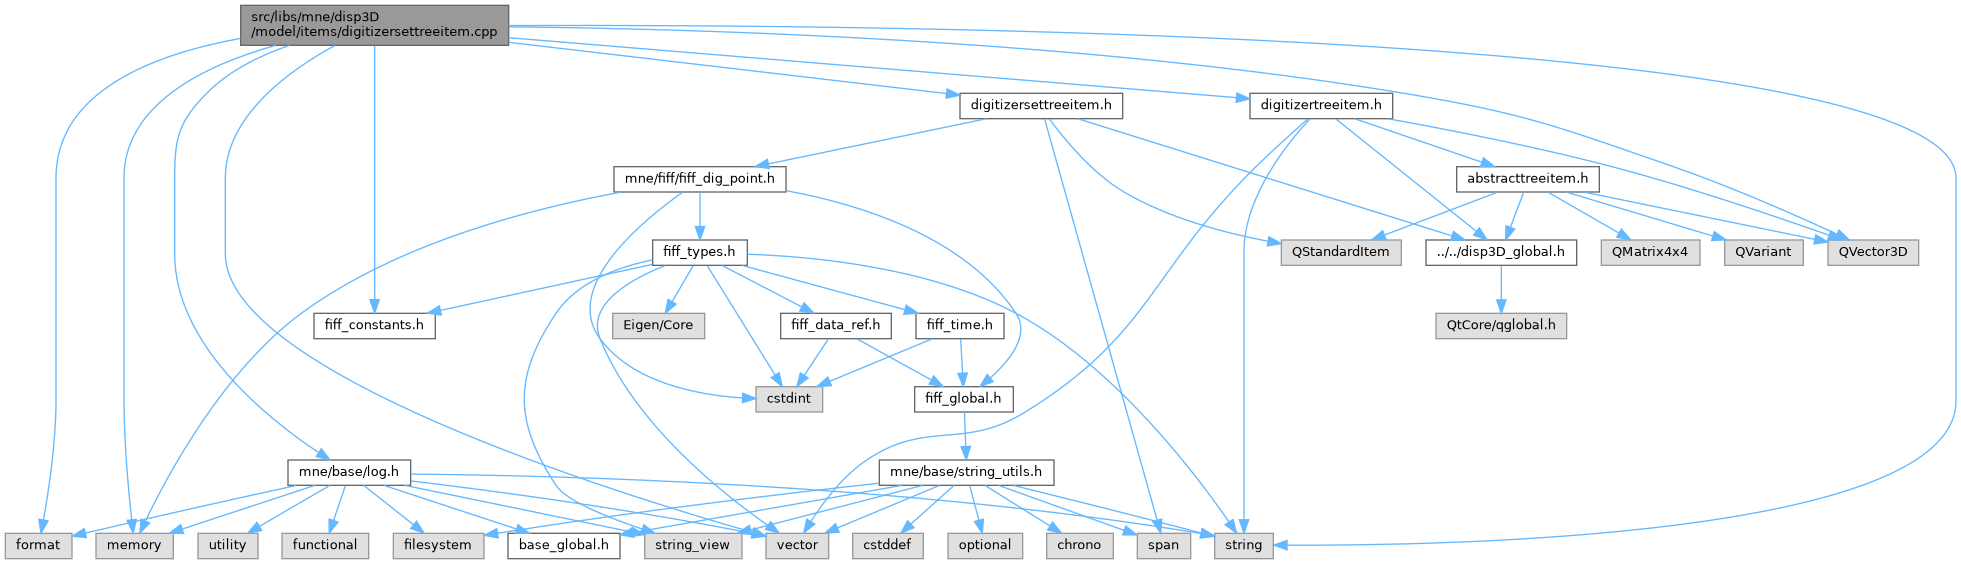 src/libs/mne/disp3D
/model/items/digitizersettreeitem.cpp
digitizersettreeitem.h
digitizertreeitem.h
mne/fiff/fiff_dig_point.h
abstracttreeitem.h
fiff_types.h
QStandardItem
../../disp3D_global.h
QMatrix4x4
QVariant
QVector3D
fiff_constants.h
Eigen/Core
fiff_data_ref.h
fiff_time.h
QtCore/qglobal.h
cstdint
fiff_global.h
mne/base/log.h
mne/base/string_utils.h
format
memory
utility
functional
filesystem
base_global.h
string_view
vector
cstddef
optional
chrono
span
string